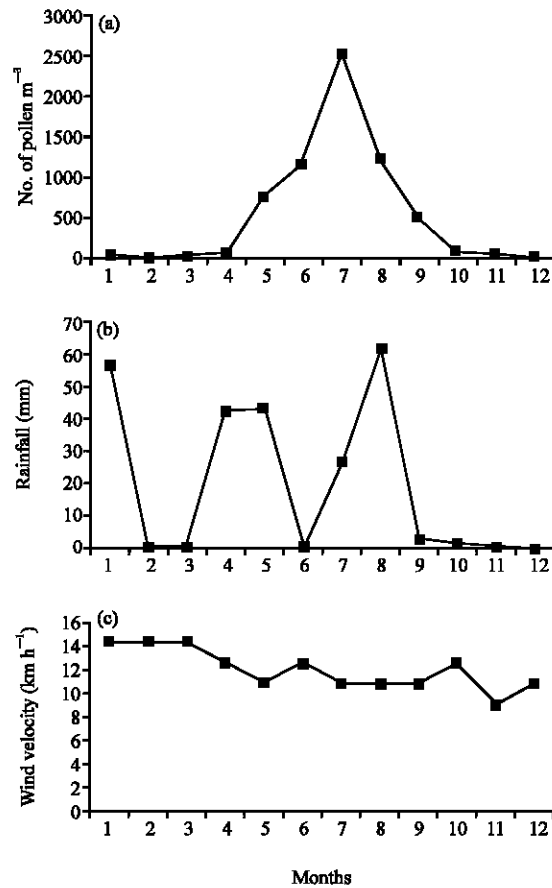 (a)
No. of pollen m⁻³
3000
2500
2000
1500
1000
500
0
1 2 3 4 5 6 7 8 9 10 11 12
(b)
Rainfall (mm)
70
60
50
40
30
20
10
0
1 2 3 4 5 6 7 8 9 10 11 12
(c)
Wind velocity (km h⁻¹)
16
14
12
10
8
6
4
2
0
1 2 3 4 5 6 7 8 9 10 11 12
Months